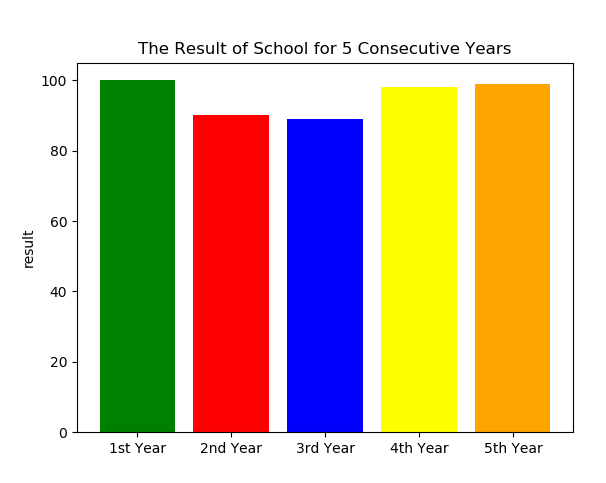 The Result of School for 5 Consecutive Years
100
80
60
40
20
0
result
1st Year 2nd Year 3rd Year 4th Year 5th Year